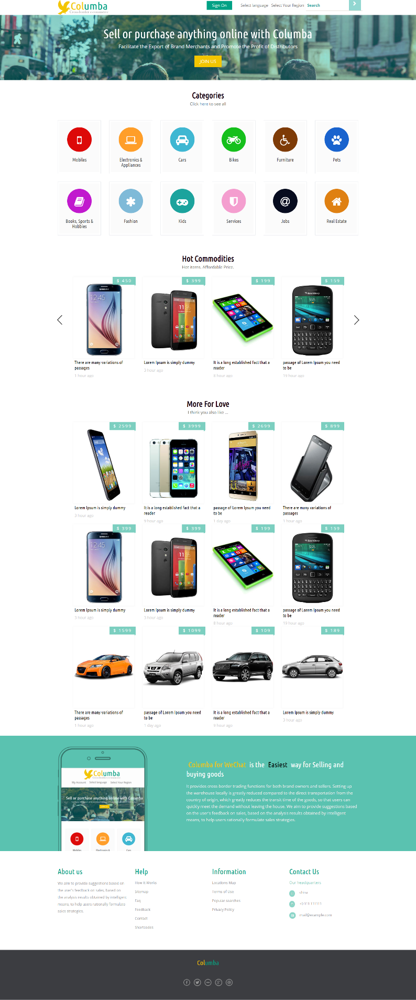 Columba
Cross-border e-commerce
Sign On
Select language
Select Your Region
Search
Sell or purchase anything online with Columba
Facilitate the Export of Brand Merchants and Promote the Profit of Distributors
JOIN US
Categories
Click here to see all
Mobiles
Electronics &
Appliances
Cars
Bikes
Furniture
Pets
Books, Sports &
Hobbies
Fashion
Kids
Services
Jobs
Real Estate
Hot Commodities
Hot items. Affordable Price.
$ 450
$ 399
$ 199
$ 159
There are many variations of
passages
1 hour ago
Lorem Ipsum is simply dummy
3 hour ago
It is a long established fact that a
reader
8 hour ago
passage of Lorem Ipsum you need
to be
19 hour ago
More For Love
I think you also like ...
$ 2599
$ 3999
$ 2699
$ 899
Lorem Ipsum is simply dummy
3 hour ago
It is a long established fact that a
reader
9 hour ago
passage of Lorem Ipsum you need
to be
1 day ago
There are many variations of
passages
1 hour ago
$ 399
$ 399
$ 199
$ 159
Lorem Ipsum is simply dummy
3 hour ago
Lorem Ipsum is simply dummy
3 hour ago
It is a long established fact that a
reader
8 hour ago
passage of Lorem Ipsum you need
to be
19 hour ago
$ 1599
$ 1099
$ 109
$ 189
There are many variations of
passages
1 hour ago
passage of Lorem Ipsum you need
to be
1 day ago
It is a long established fact that a
reader
9 hour ago
Lorem Ipsum is simply dummy
3 hour ago
Columba
Cross-border e-commerce
My Account
Select language
Select Your Region
Sell or purchase anything online with Columba
Mobiles
Electronics &
Cars
Columba for WeChat is the Easiest way for Selling and
buying goods
It provides cross-border trading functions for both brand owners and sellers. Setting up
the warehouse locally is greatly reduced compared to the direct transportation from the
country of origin, which greatly reduces the transit time of the goods, so that users can
quickly meet the demand without leaving the house. We aim to provide suggestions based
on the user's feedback on sales, based on the analysis results obtained by intelligent
means, to help users rationally formulate sales strategies.
About us
We aim to provide suggestions based on
the user's feedback on sales, based on
the analysis results obtained by intelligent
means, to help users rationally formulate
sales strategies.
Help
How It Works
Sitemap
Faq
Feedback
Contact
Shortcodes
Information
Locations Map
Terms of Use
Popular searches
Privacy Policy
Contact Us
Our headquarters
china
+0 111 111111
mail@example.com
Columba